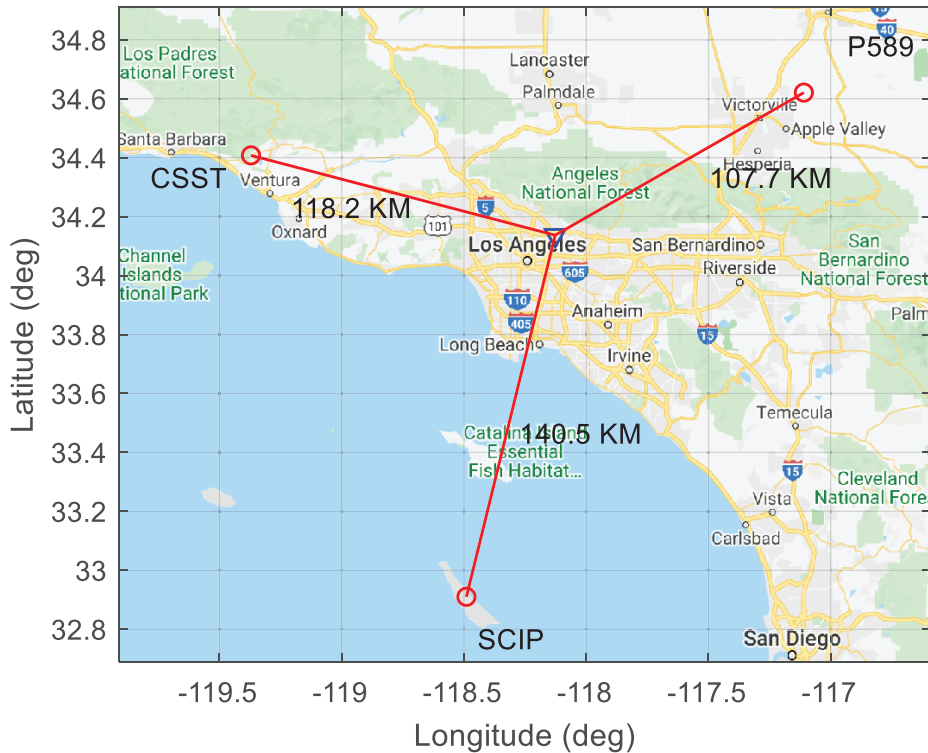 34.8
34.6
34.4
34.2
34
33.8
33.6
33.4
33.2
33
32.8
Latitude (deg)
Los Padres
ational Forest
Lancaster
Palmdale
15
40
P589
Victorville
Apple Valley
Hesperia
Santa Barbara
CSST
Ventura
118.2 KM
Oxnard
101
5
Angeles
National Forest
107.7 KM
Los Angeles
San Bernardino
Riverside
San
Bernardino
National Forest
Channel
Islands
tional Park
605
110
405
Anaheim
Palm
Long Beach
15
Irvine
Temecula
Catalina Island
Essential
Fish Habitat...
140.5 KM
15
Cleveland
National Fores
Vista
Carlsbad
SCIP
San Diego
-119.5
-119
-118.5
-118
-117.5
-117
Longitude (deg)